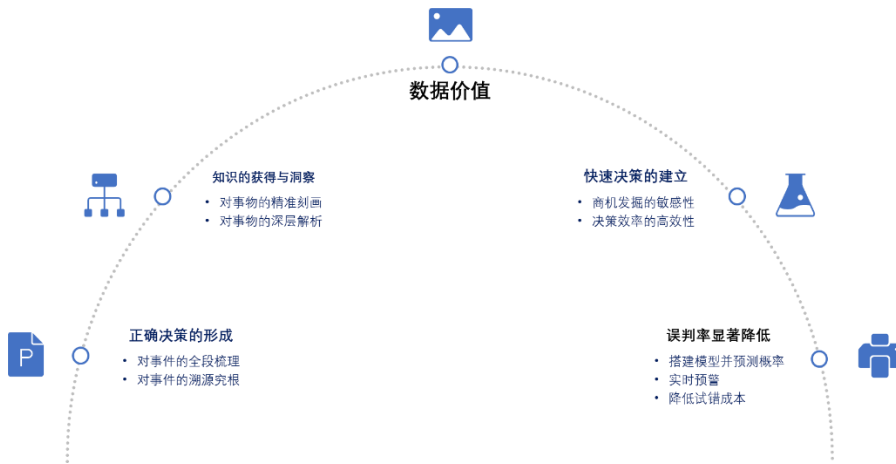 数据价值
知识的获得与洞察
• 对事物的精准刻画
• 对事物的深层解析
快速决策的建立
• 商机发掘的敏感性
• 决策效率的高效性
P
正确决策的形成
• 对事件的全段梳理
• 对事件的溯源究根
误判率显著降低
• 搭建模型并预测概率
• 实时预警
• 降低试错成本